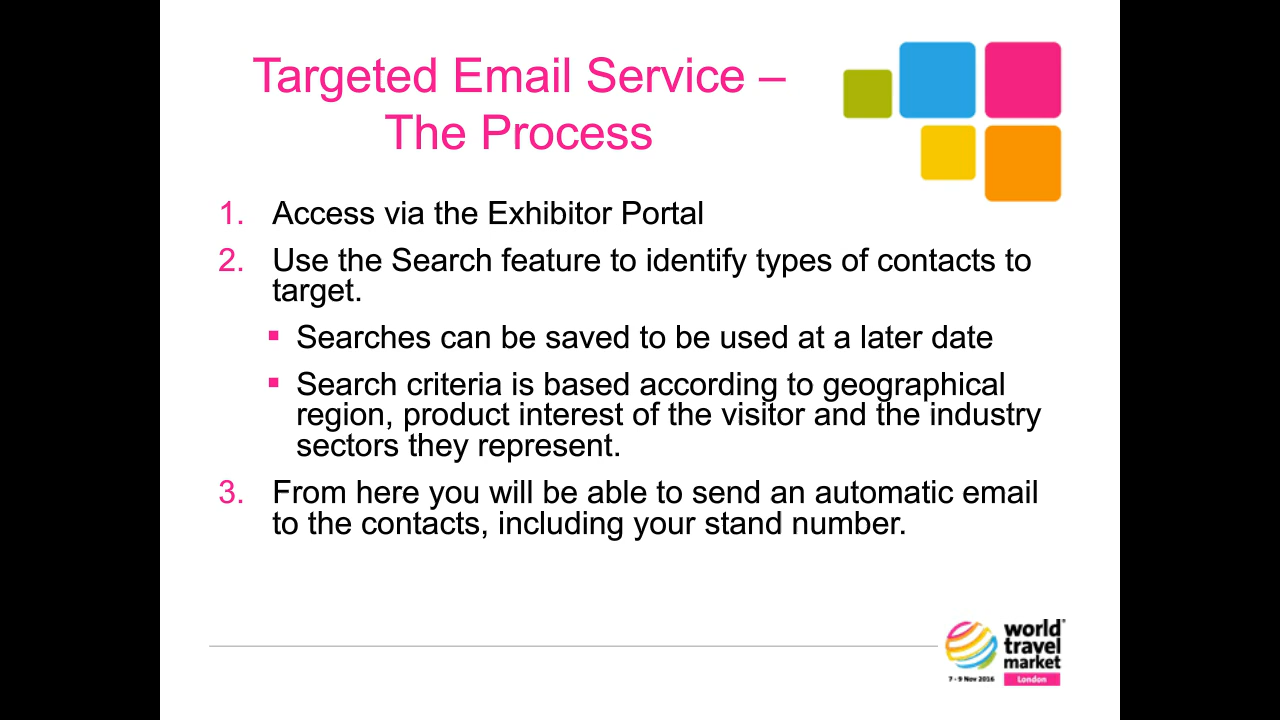 Targeted Email Service –
The Process
1. Access via the Exhibitor Portal
2. Use the Search feature to identify types of contacts to
target.
▪ Searches can be saved to be used at a later date
▪ Search criteria is based according to geographical
region, product interest of the visitor and the industry
sectors they represent.
3. From here you will be able to send an automatic email
to the contacts, including your stand number.
world
travel
market
7 - 9 Nov 2016
London